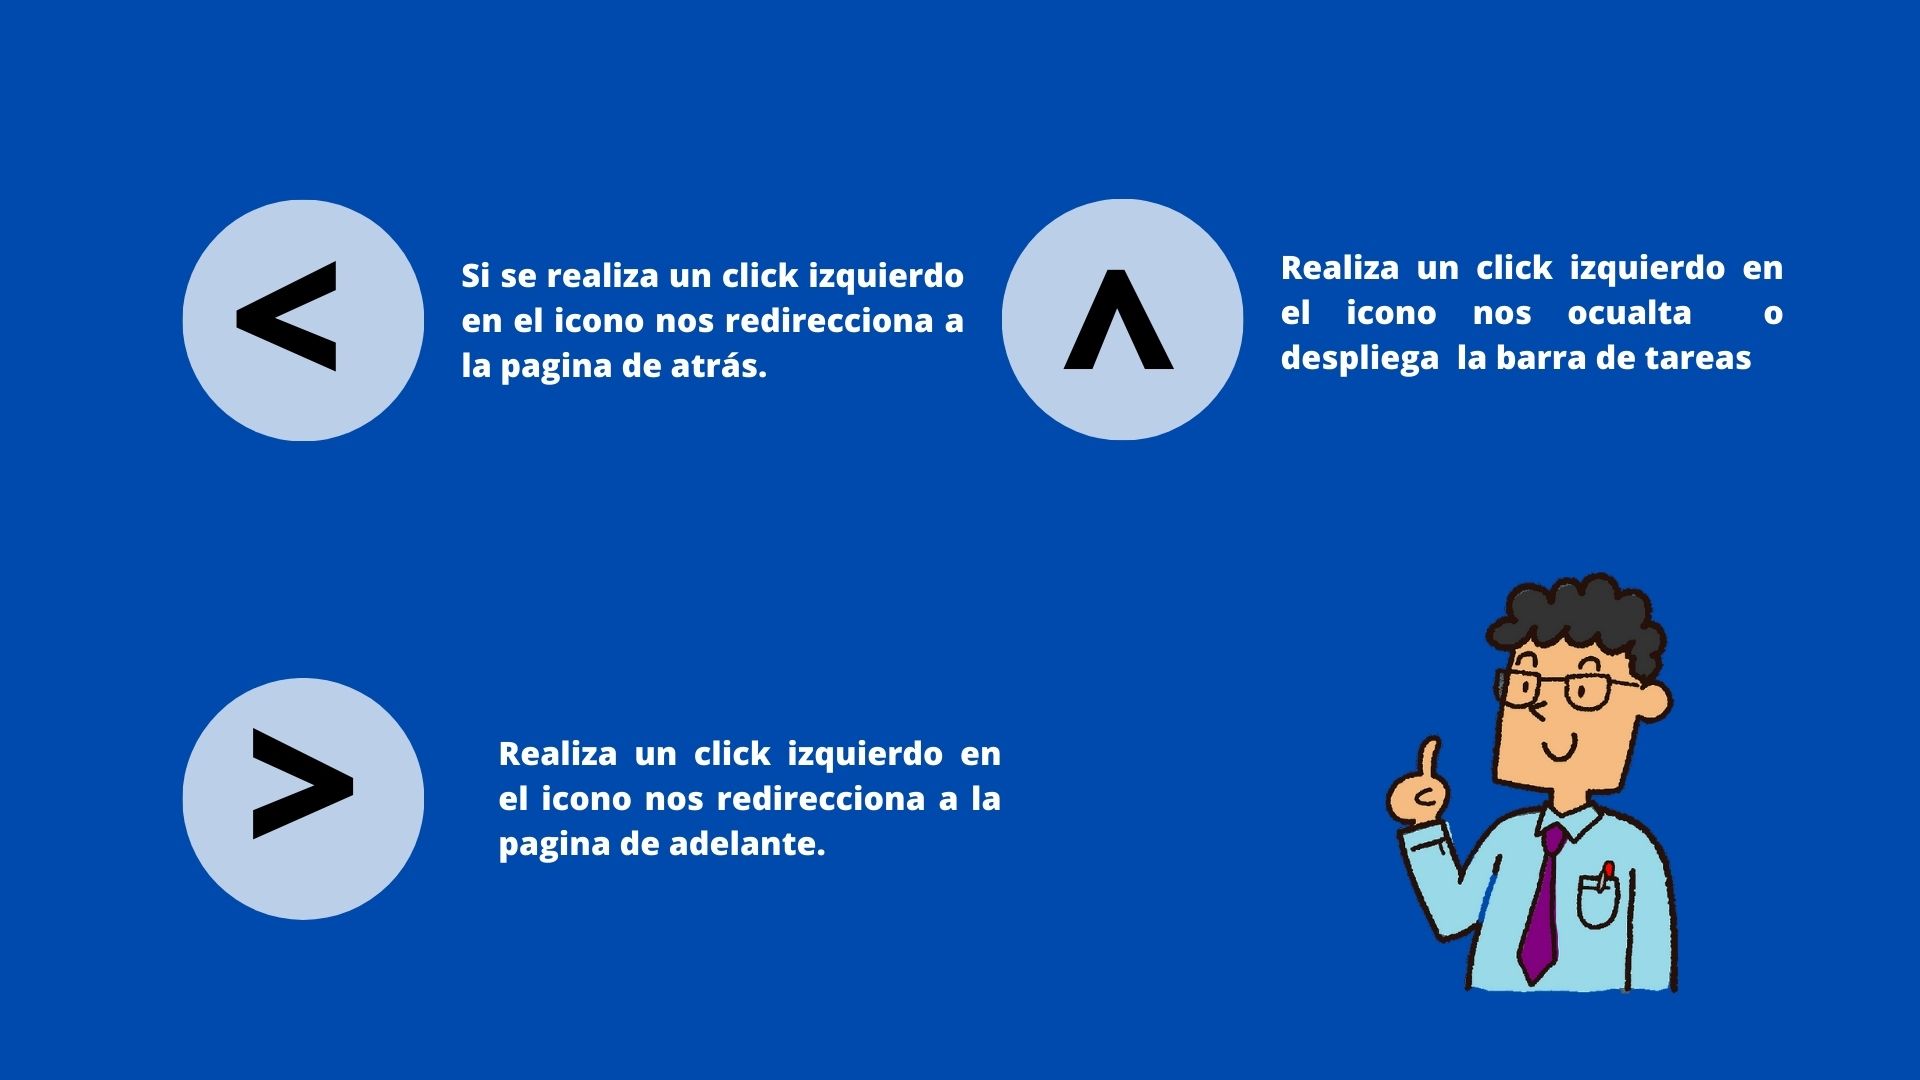 <
Si se realiza un click izquierdo
en el icono nos redirecciona a
la pagina de atrás.
^
Realiza un click izquierdo en
el icono nos ocualta o
despliega la barra de tareas
>
Realiza un click izquierdo en
el icono nos redirecciona a la
pagina de adelante.